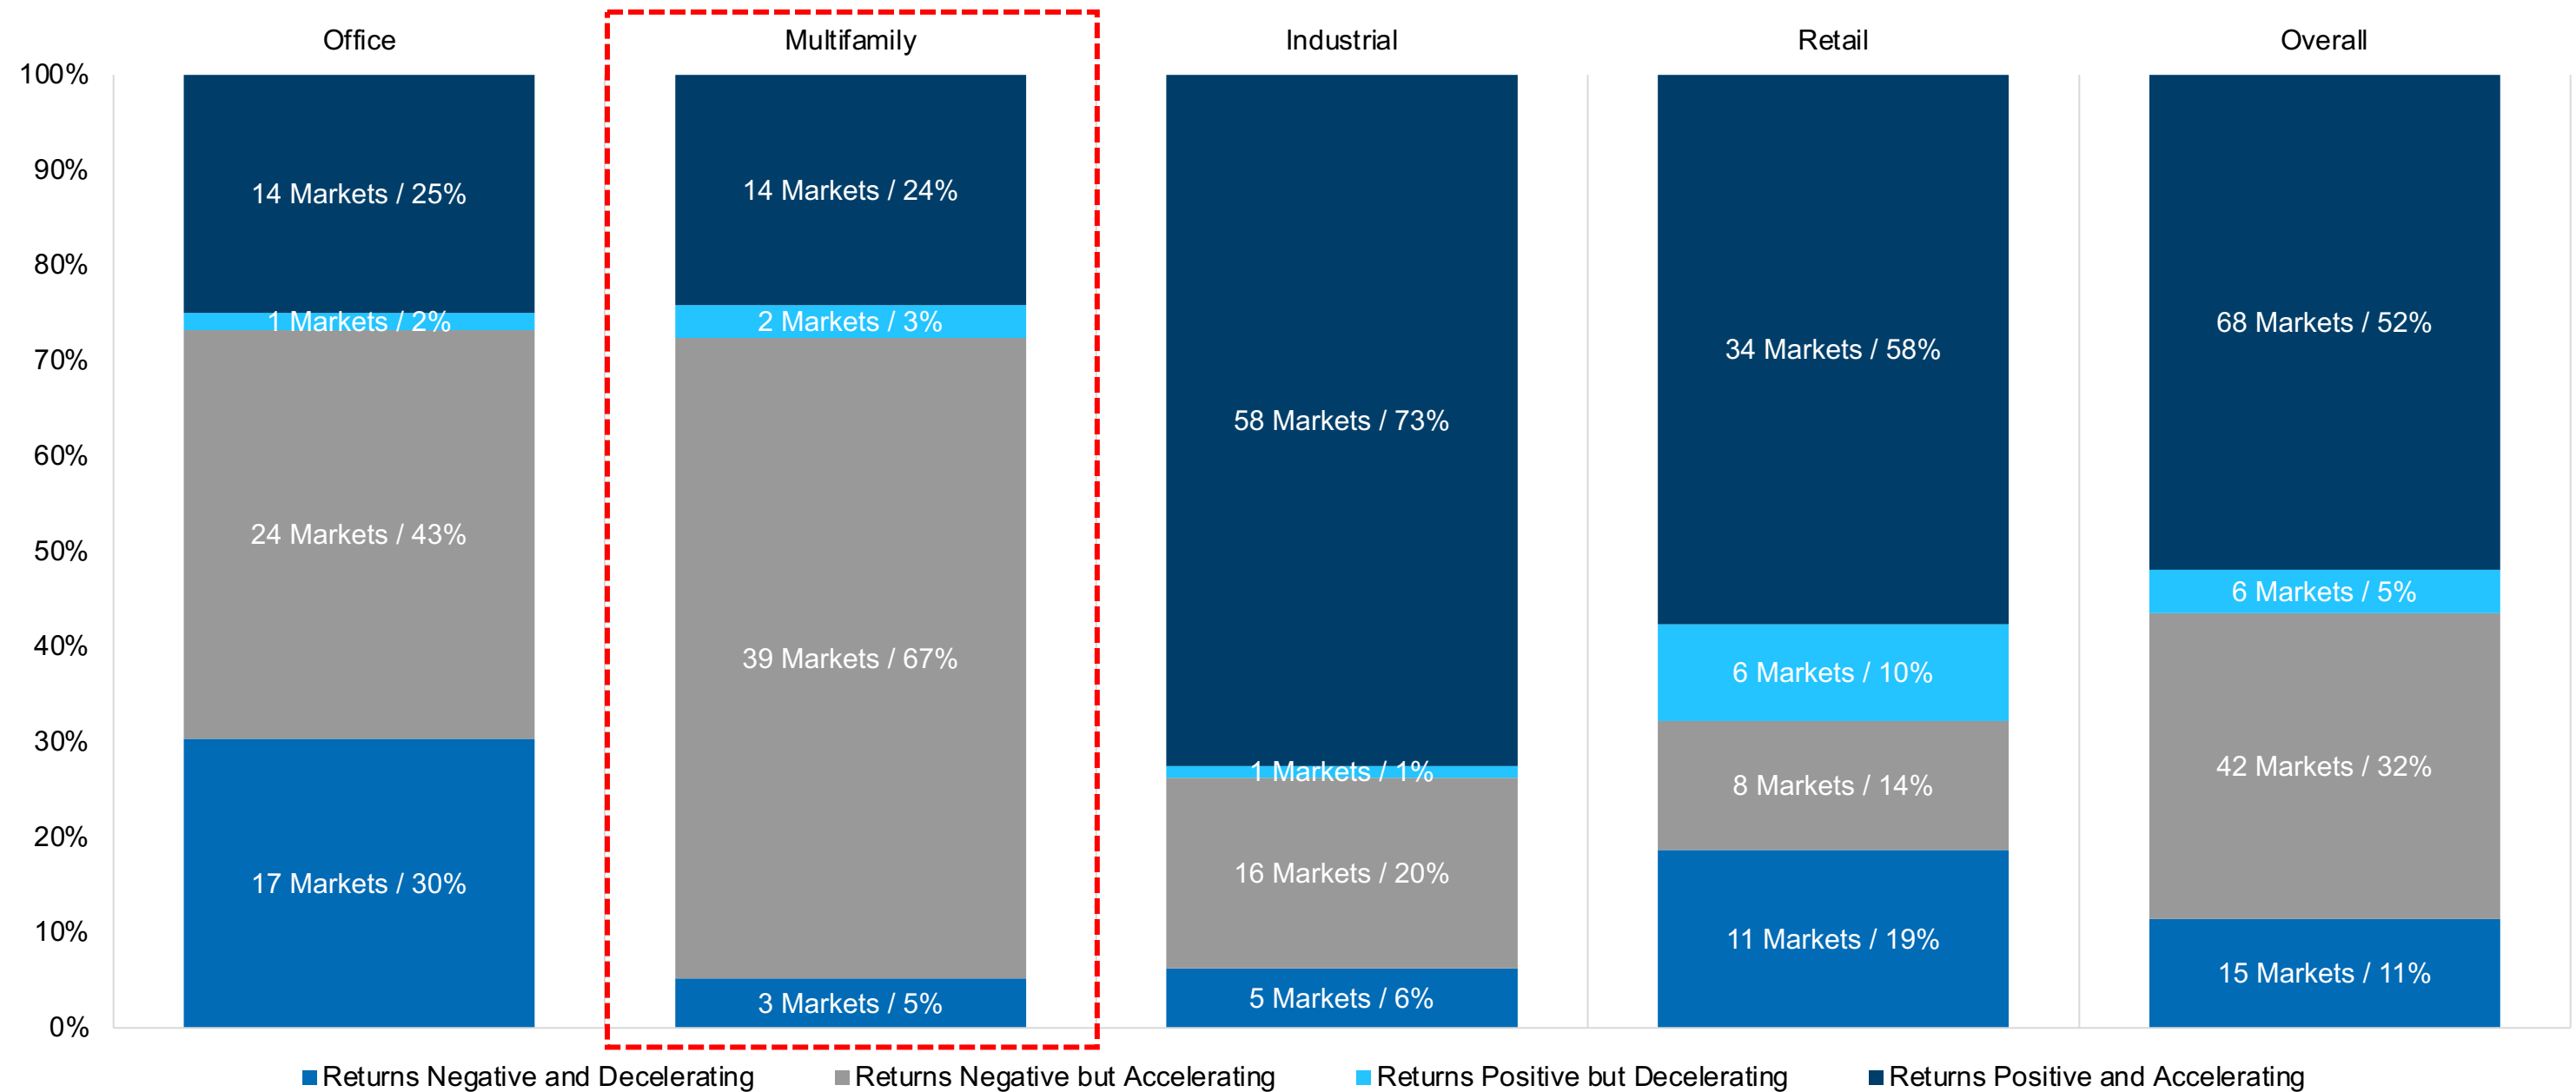 Office Multifamily Industrial Retail Overall
100%
90%
80%
70%
60%
50%
40%
30%
20%
10%
0%
14 Markets / 25%
1 Markets / 2%
24 Markets / 43%
17 Markets / 30%
14 Markets / 24%
2 Markets / 3%
39 Markets / 67%
3 Markets / 5%
58 Markets / 73%
1 Markets / 1%
16 Markets / 20%
5 Markets / 6%
34 Markets / 58%
6 Markets / 10%
8 Markets / 14%
11 Markets / 19%
68 Markets / 52%
6 Markets / 5%
42 Markets / 32%
15 Markets / 11%
Returns Negative and Decelerating Returns Negative but Accelerating Returns Positive but Decelerating Returns Positive and Accelerating